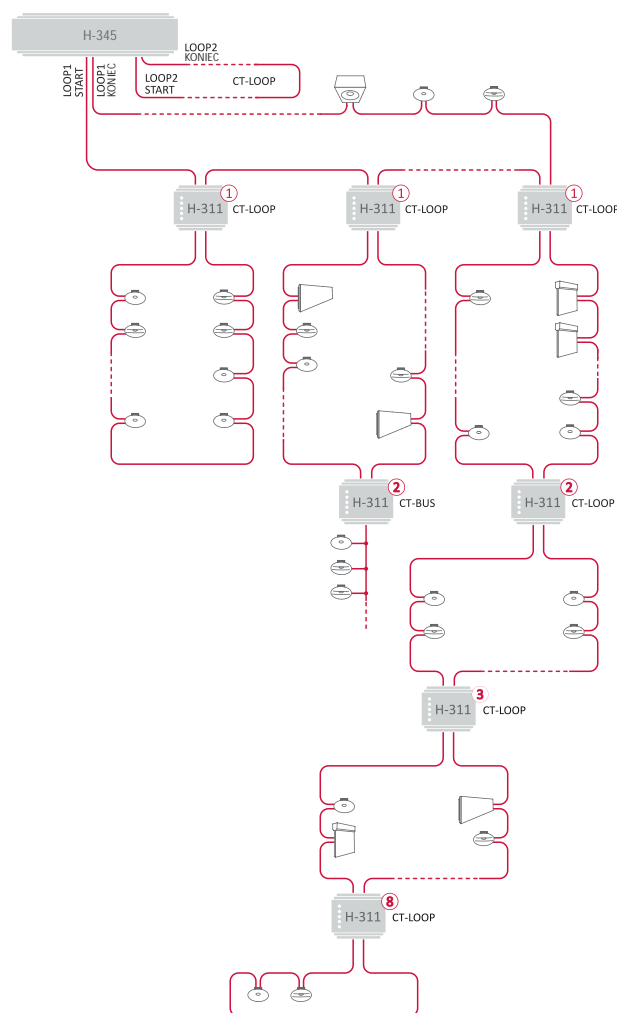 H-345
LOOP2
KONIEC
LOOP1
START
LOOP1
KONIEC
LOOP2
START
CT-LOOP
1
H-311
CT-LOOP
1
H-311
CT-LOOP
1
H-311
CT-LOOP
2
H-311
CT-BUS
2
H-311
CT-LOOP
3
H-311
CT-LOOP
8
H-311
CT-LOOP